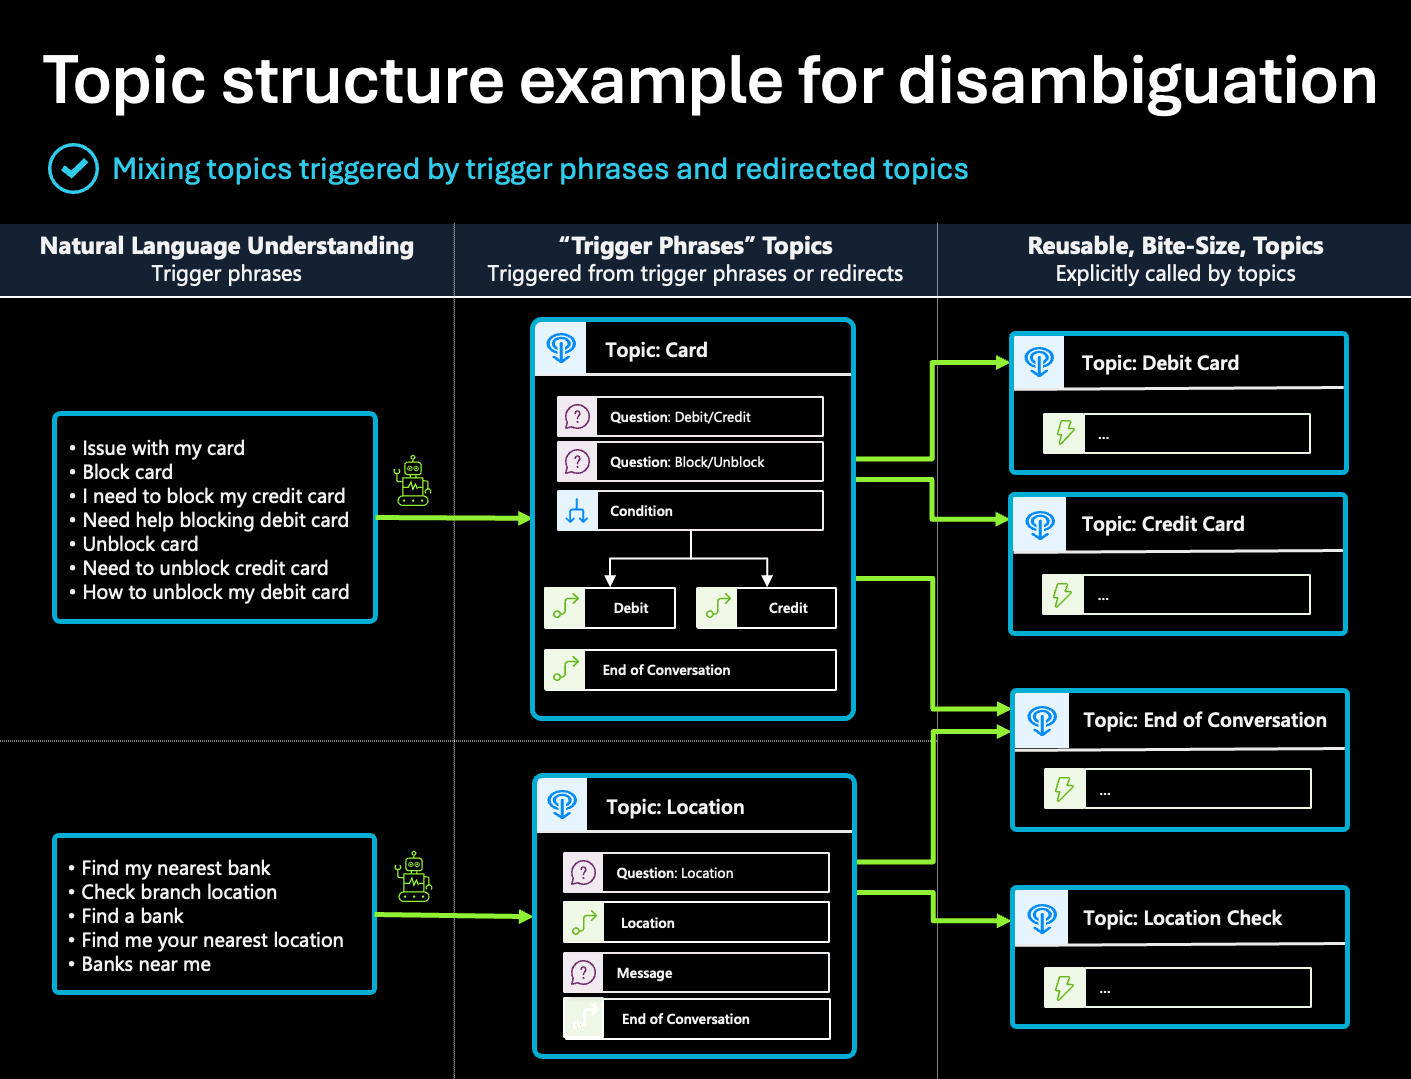 Topic structure example for disambiguation
Mixing topics triggered by trigger phrases and redirected topics
Natural Language Understanding
Trigger phrases
“Trigger Phrases” Topics
Triggered from trigger phrases or redirects
Reusable, Bite-Size, Topics
Explicitly called by topics
• Issue with my card
• Block card
• I need to block my credit card
• Need help blocking debit card
• Unblock card
• Need to unblock credit card
• How to unblock my debit card
Topic: Card
Question: Debit/Credit
Question: Block/Unblock
Condition
Debit
Credit
End of Conversation
Topic: Debit Card
...
Topic: Credit Card
...
Topic: End of Conversation
...
• Find my nearest bank
• Check branch location
• Find a bank
• Find me your nearest location
• Banks near me
Topic: Location
Question: Location
Location
Message
End of Conversation
Topic: Location Check
...